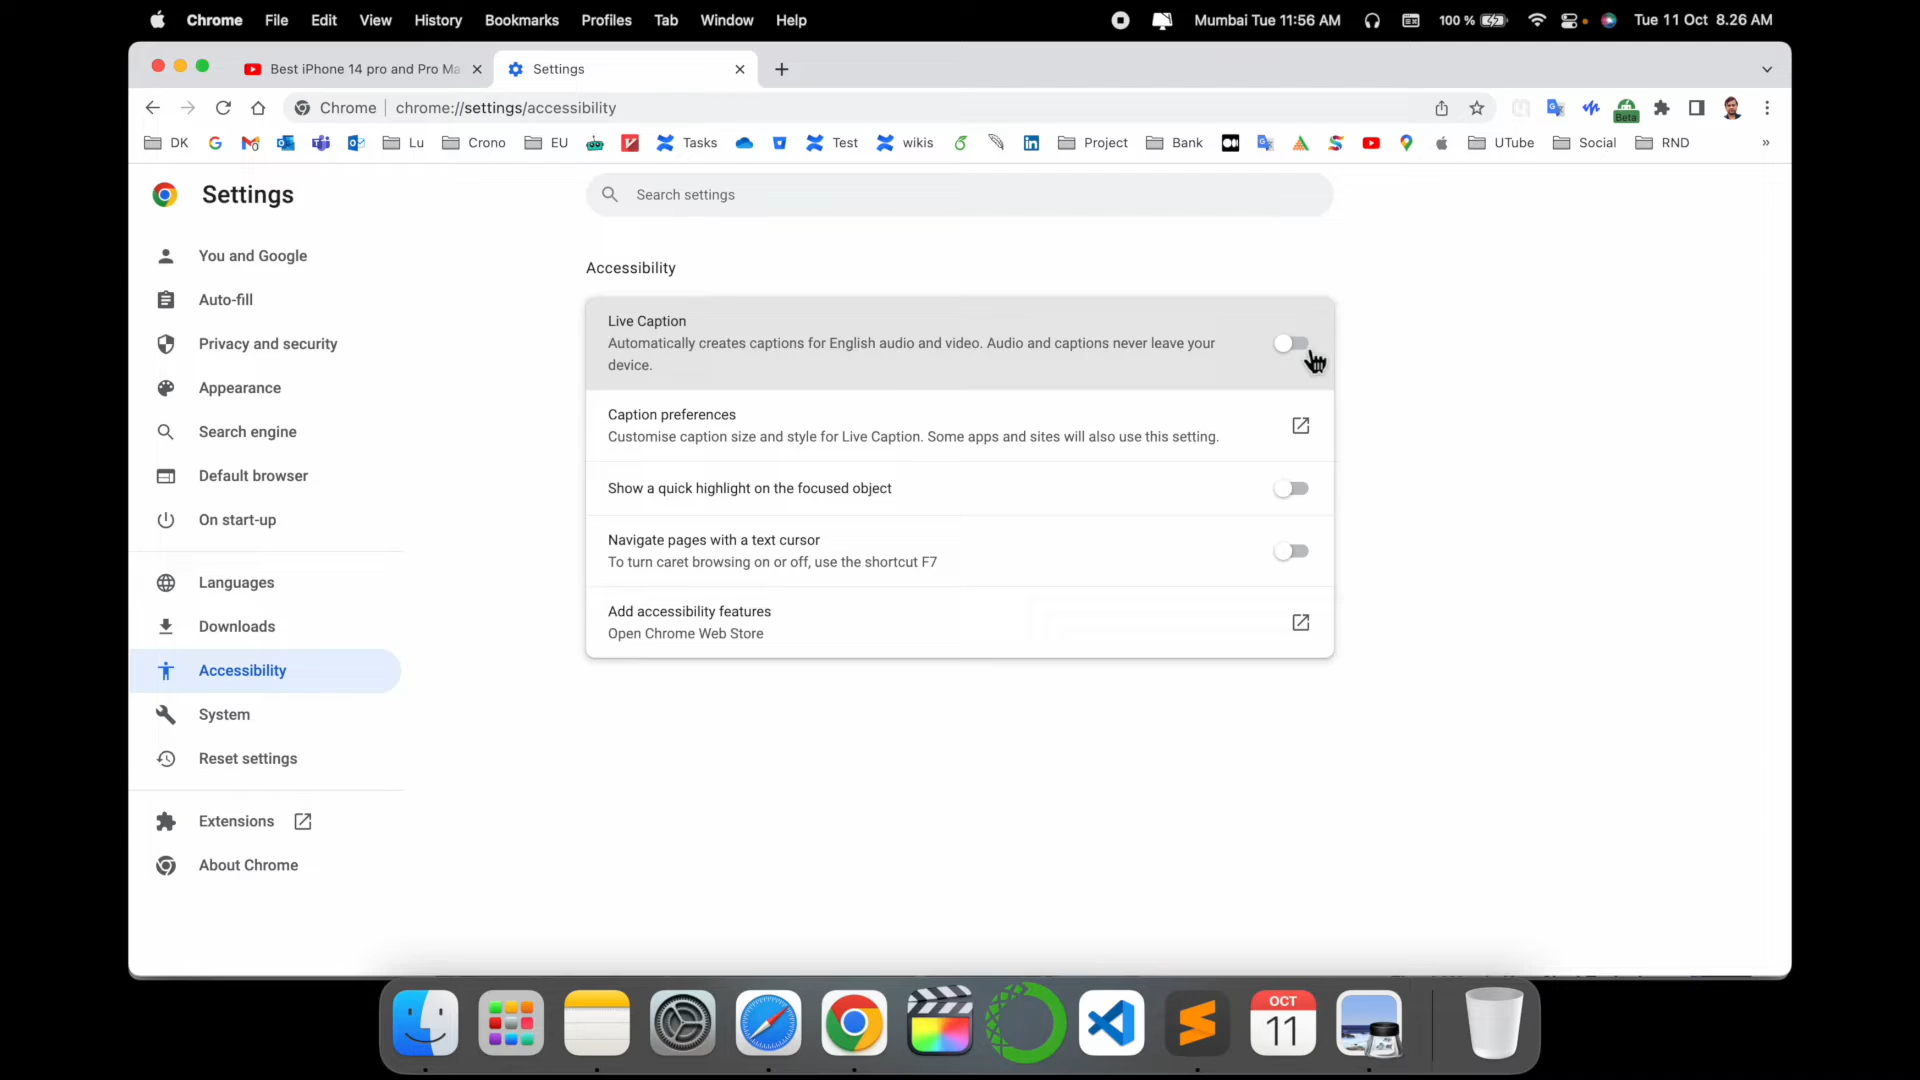 Chrome File Edit View History Bookmarks Profiles Tab Window Help Mumbai Tue 11:56 AM 100 % Tue 11 Oct 8.26 AM
Best iPhone 14 pro and Pro Ma Settings
Chrome chrome://settings/accessibility
Beta
DK Lu Crono EU Tasks Test wikis Project Bank UTube Social RND »
Settings
Search settings
You and Google
Auto-fill
Privacy and security
Appearance
Search engine
Default browser
On start-up
Languages
Downloads
Accessibility
System
Reset settings
Extensions
About Chrome
Accessibility
Live Caption
Automatically creates captions for English audio and video. Audio and captions never leave your
device.
Caption preferences
Customise caption size and style for Live Caption. Some apps and sites will also use this setting.
Show a quick highlight on the focused object
Navigate pages with a text cursor
To turn caret browsing on or off, use the shortcut F7
Add accessibility features
Open Chrome Web Store
OCT
11